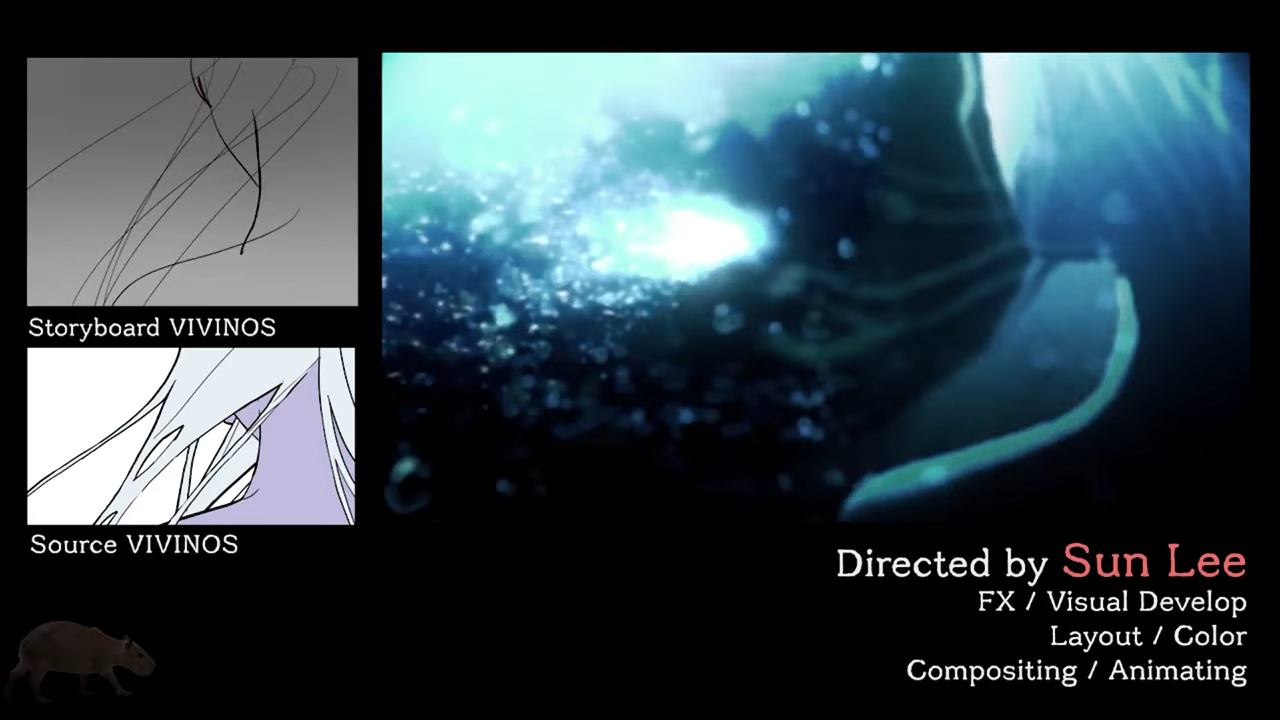 Storyboard VIVINOS
Source VIVINOS
Directed by Sun Lee
FX / Visual Develop
Layout / Color
Compositing / Animating